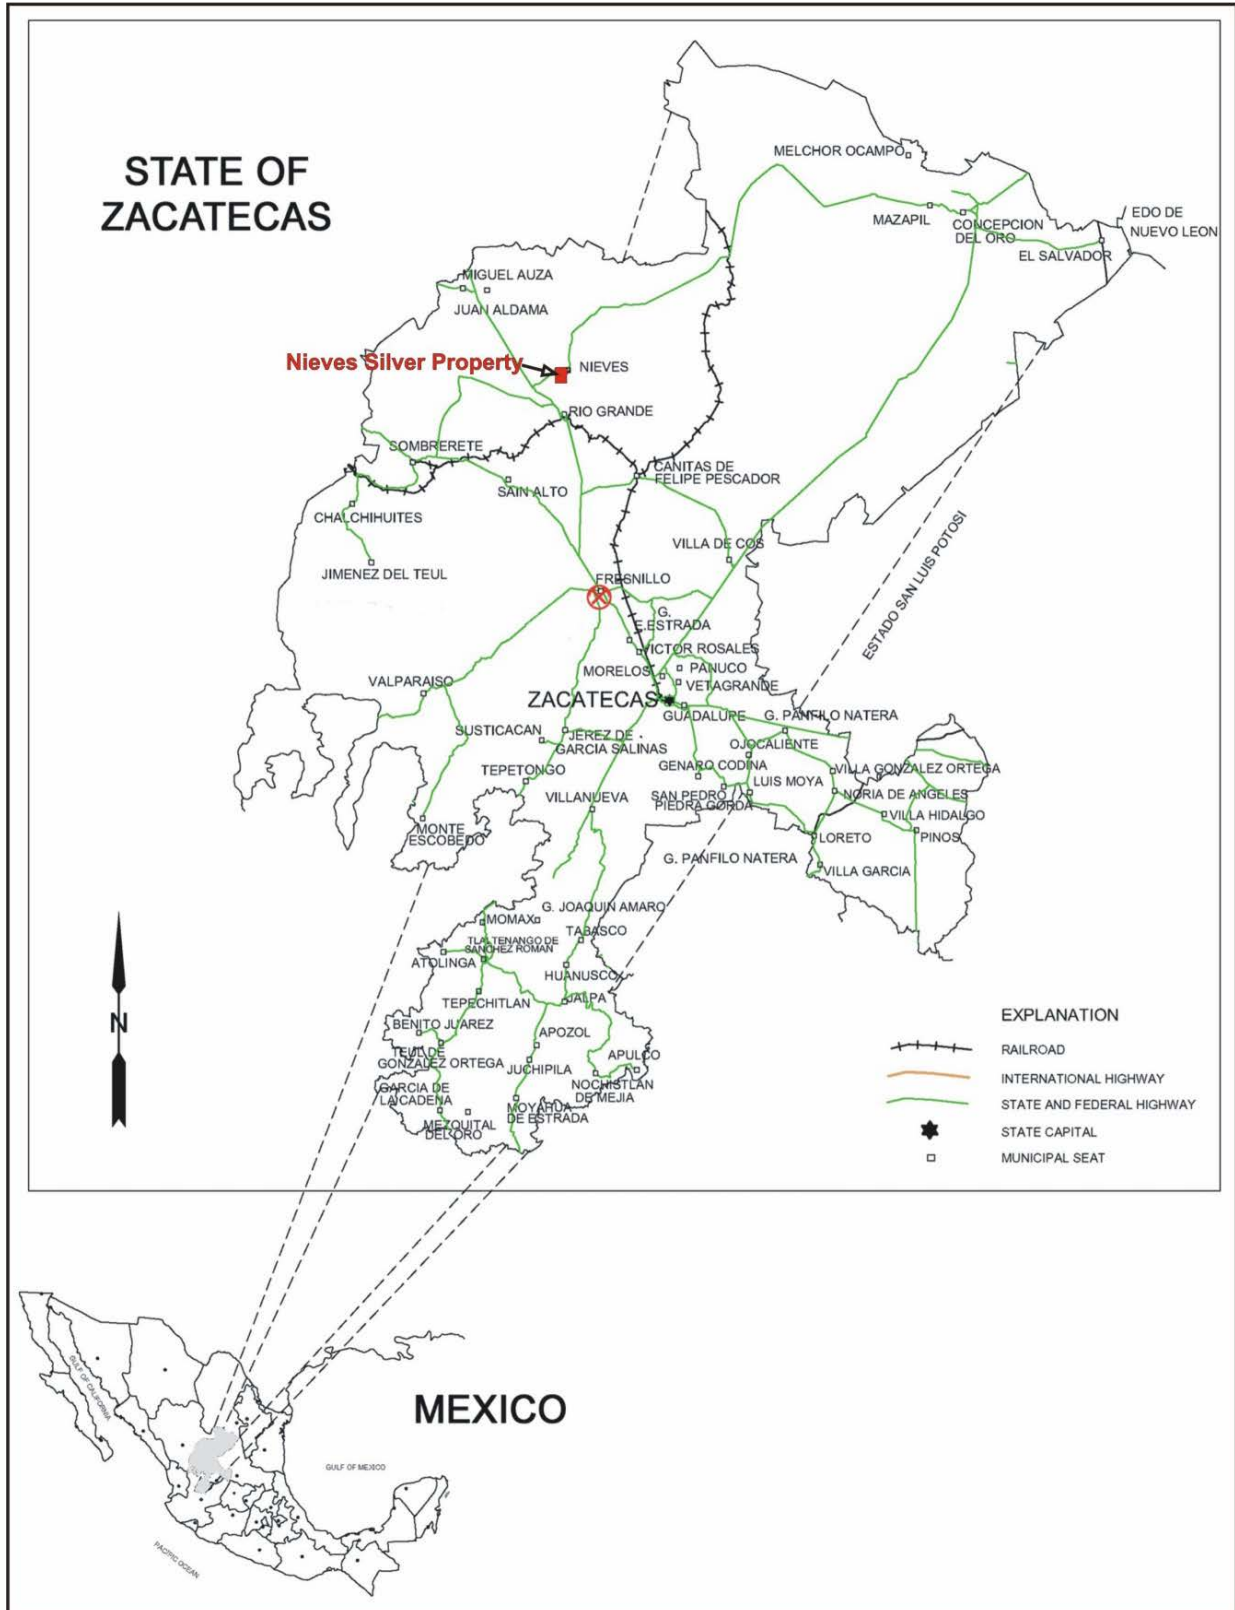 STATE OF
ZACATECAS
MELCHOR OCAMPO
MAZAPIL
CONCEPCION
DEL ORO
EDO DE
NUEVO LEON
EL SALVADOR
MIGUEL AUZA
JUAN ALDAMA
Nieves Silver Property
NIEVES
RIO GRANDE
SOMBRERETE
CANITAS DE
FELIPE PESCADOR
SAIN ALTO
CHALCHIHUITES
VILLA DE COS
JIMENEZ DEL TEUL
FRESNILLO
ESTADO SAN LUIS POTOSI
G.
E.ESTRADA
VICTOR ROSALES
MORELOS
PANUCO
VETAGRANDE
VALPARAISO
ZACATECAS
GUADALUPE
G. PANFILO NATERA
SUSTICACAN
JEREZ DE
GARCIA SALINAS
OJOCALIENTE
TEPETONGO
GENARO CODINA
VILLA GONZALEZ ORTEGA
VILLANUEVA
SAN PEDRO
PIEDRA GORDA
LUIS MOYA
NORIA DE ANGELES
MONTE
ESCOBEDO
VILLA HIDALGO
LORETO
PINOS
G. PANFILO NATERA
VILLA GARCIA
MOMAX
G. JOAQUIN AMARO
TABASCO
TLALTENANGO DE
SANCHEZ ROMAN
ATOLINGA
HUANUSCO
TEPECHITLAN
JALPA
BENITO JUAREZ
APOZOL
TEUL DE
GONZALEZ ORTEGA
JUCHIPILA
APULCO
GARCIA DE
LA CADENA
NOCHISTLAN
DE MEJIA
MEZQUITAL
DEL ORO
MOYAHUA
DE ESTRADA
N
EXPLANATION
RAILROAD
INTERNATIONAL HIGHWAY
STATE AND FEDERAL HIGHWAY
STATE CAPITAL
MUNICIPAL SEAT
MEXICO
GULF OF CALIFORNIA
GULF OF MEXICO
PACIFIC OCEAN